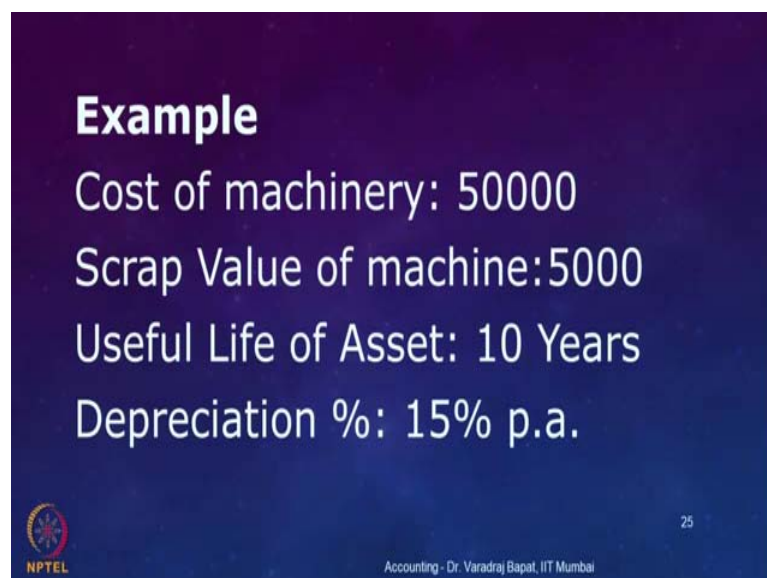 Example
Cost of machinery: 50000
Scrap Value of machine:5000
Useful Life of Asset: 10 Years
Depreciation %: 15% p.a.
25
NPTEL
Accounting - Dr. Varadraj Bapat, IIT Mumbai